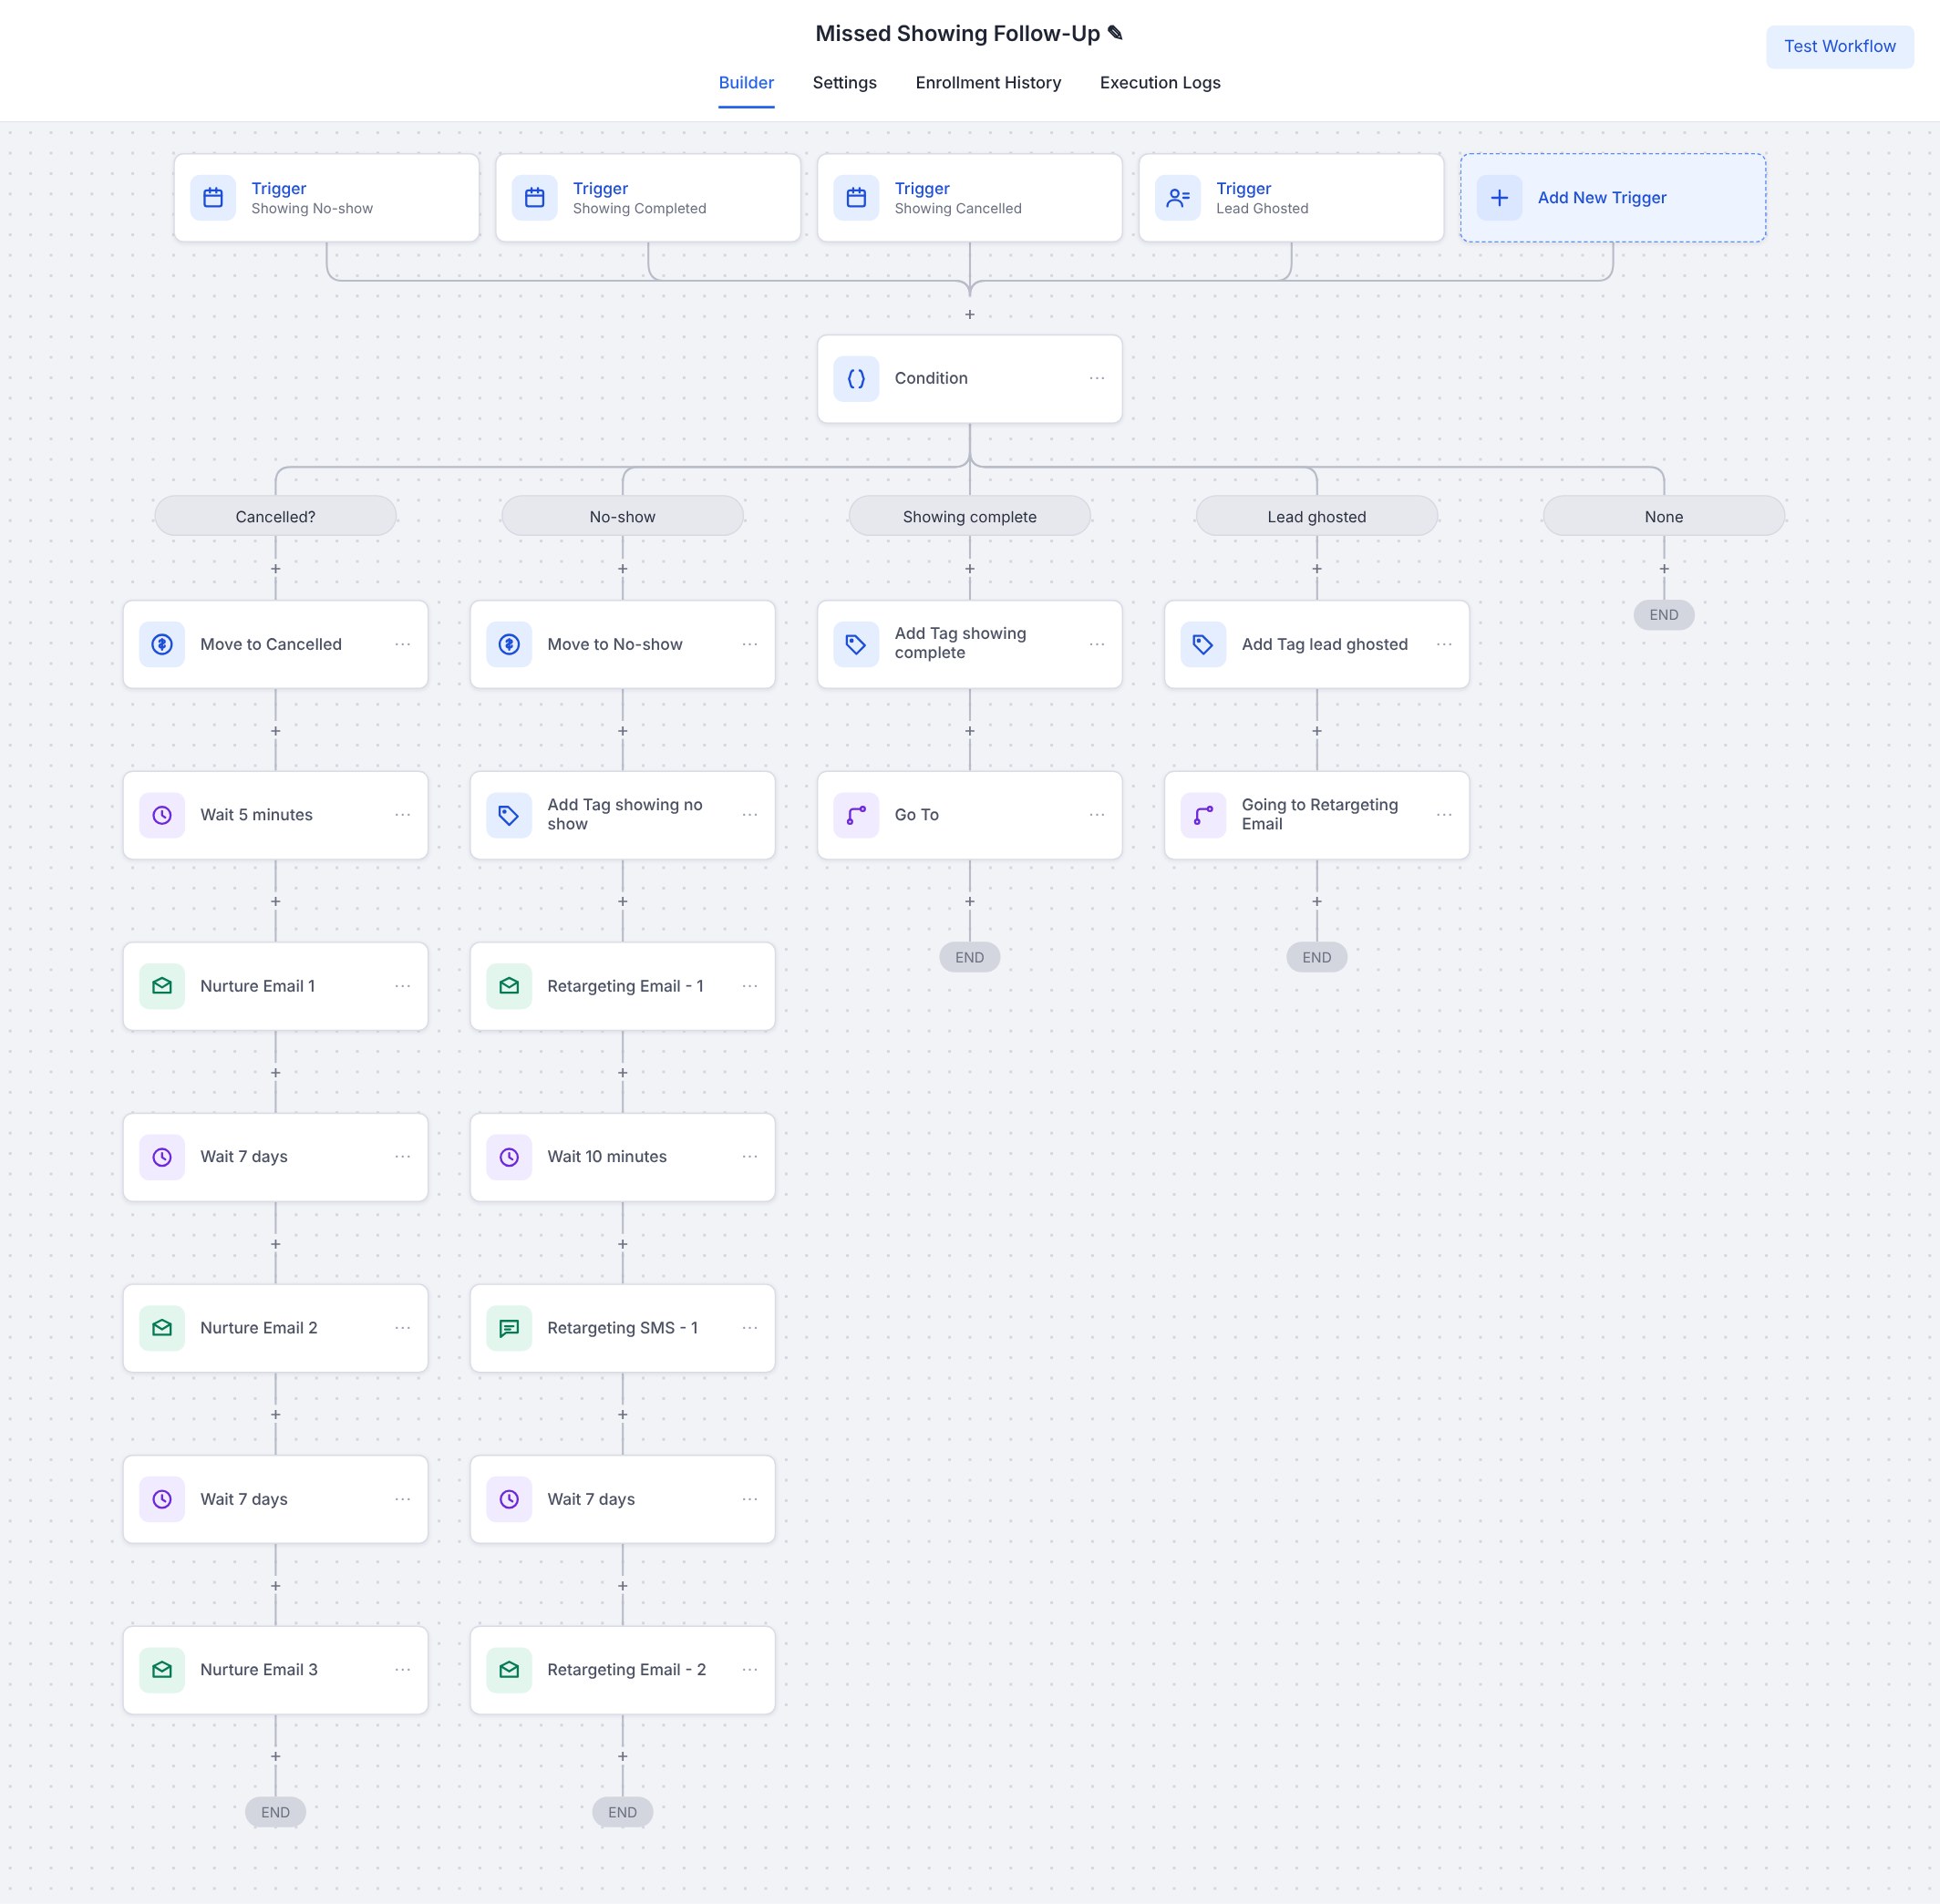 Missed Showing Follow-Up ✎
Test Workflow
Builder Settings Enrollment History Execution Logs
Trigger
Showing No-show
Trigger
Showing Completed
Trigger
Showing Cancelled
Trigger
Lead Ghosted
Add New Trigger
+
Condition
Cancelled?
No-show
Showing complete
Lead ghosted
None
+ + + + +
Move to Cancelled
Move to No-show
Add Tag showing
complete
Add Tag lead ghosted
END
+ + + +
Wait 5 minutes
Add Tag showing no
show
Go To
Going to Retargeting
Email
+ + + +
Nurture Email 1
Retargeting Email - 1
END
END
+ +
Wait 7 days
Wait 10 minutes
+ +
Nurture Email 2
Retargeting SMS - 1
+ +
Wait 7 days
Wait 7 days
+ +
Nurture Email 3
Retargeting Email - 2
+ +
END
END